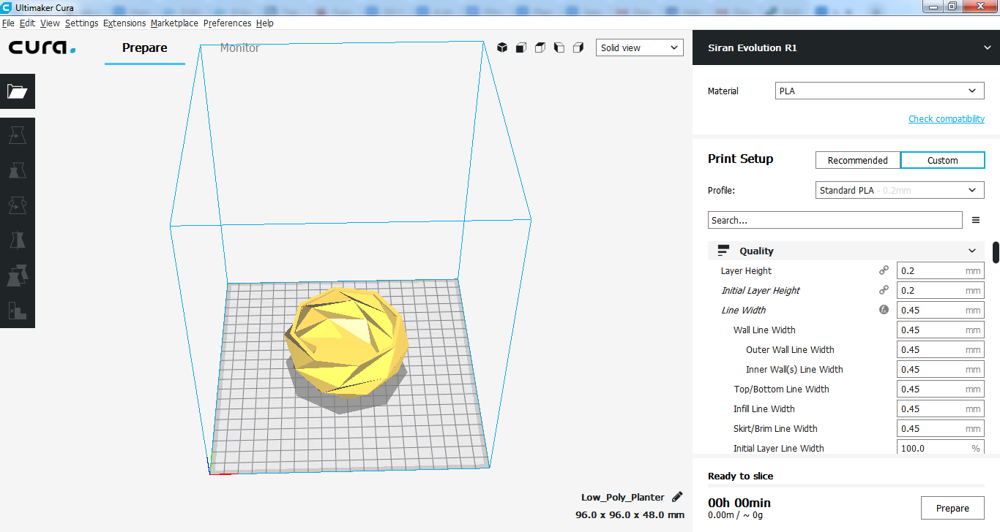 Ultimaker Cura
File Edit View Settings Extensions Marketplace Preferences Help
cura.
Prepare
Monitor
Solid view
Siran Evolution R1
Material
PLA
Check compatibility
Print Setup
Recommended
Custom
Profile:
Standard PLA - 0.2mm
Search...
Quality
Layer Height 0.2 mm
Initial Layer Height 0.2 mm
Line Width 0.45 mm
Wall Line Width 0.45 mm
Outer Wall Line Width 0.45 mm
Inner Wall(s) Line Width 0.45 mm
Top/Bottom Line Width 0.45 mm
Infill Line Width 0.45 mm
Skirt/Brim Line Width 0.45 mm
Initial Layer Line Width 100.0 %
Low_Poly_Planter
96.0 x 96.0 x 48.0 mm
Ready to slice
00h 00min
0.00m / ~ 0g
Prepare